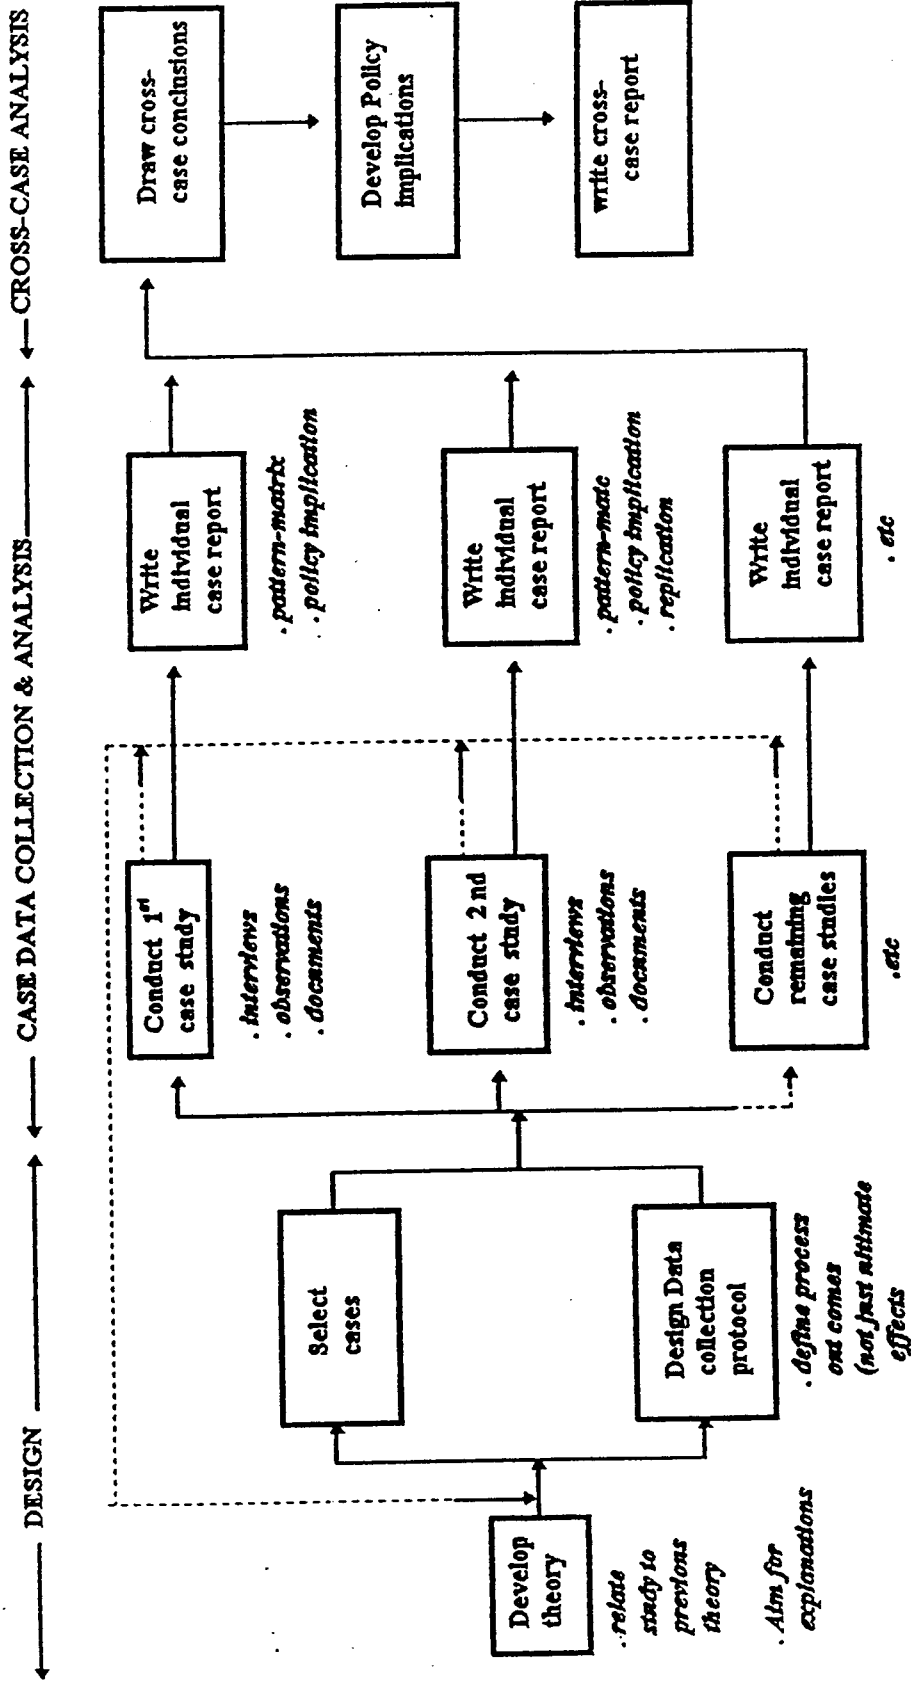 DESIGN
CASE DATA COLLECTION & ANALYSIS
CROSS-CASE ANALYSIS
Develop
theory
. relate
study to
previous
theory
. Aim for
explanations
Select
cases
Design Data
collection
protocol
. define process
out comes
(not just ultimate
effects
Conduct 1st
case study
. interviews
. observations
. documents
Conduct 2nd
case study
. interviews
. observations
. documents
Conduct
remaining
case studies
. etc
Write
individual
case report
. pattern-matrix
. policy implication
Write
individual
case report
. pattern-matc
. policy implication
. replication
Write
individual
case report
. etc
Draw cross-
case conclusions
Develop Policy
implications
write cross-
case report